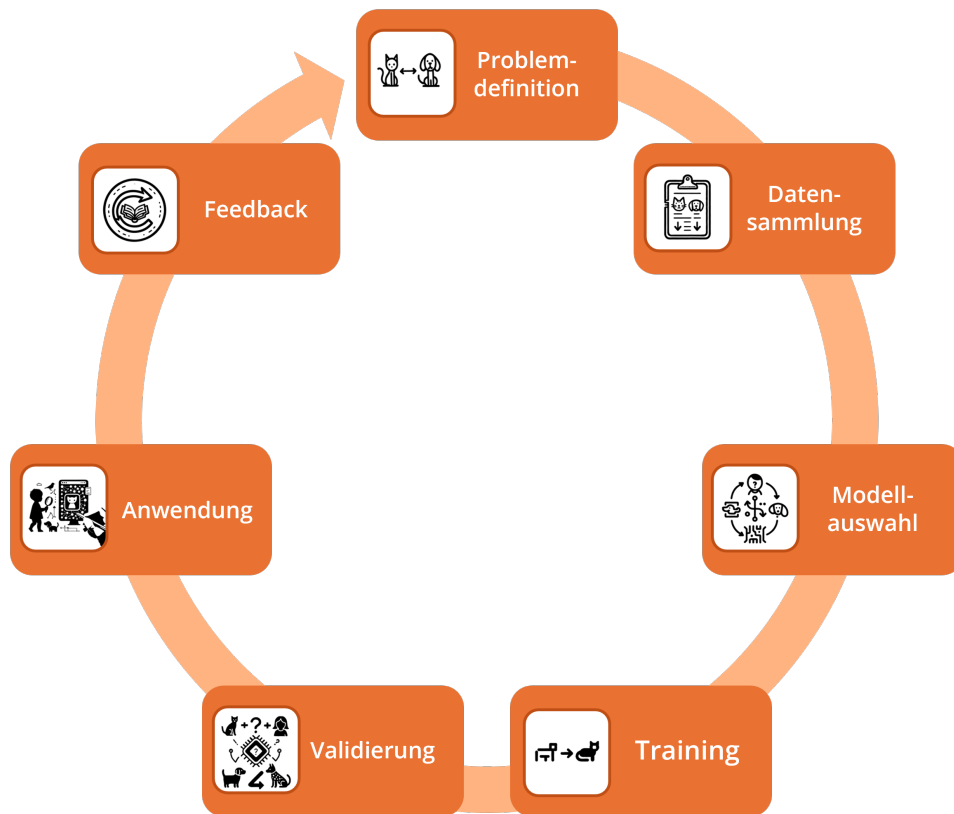 Problem-
definition
Daten-
sammlung
Modell-
auswahl
Training
Validierung
Anwendung
Feedback